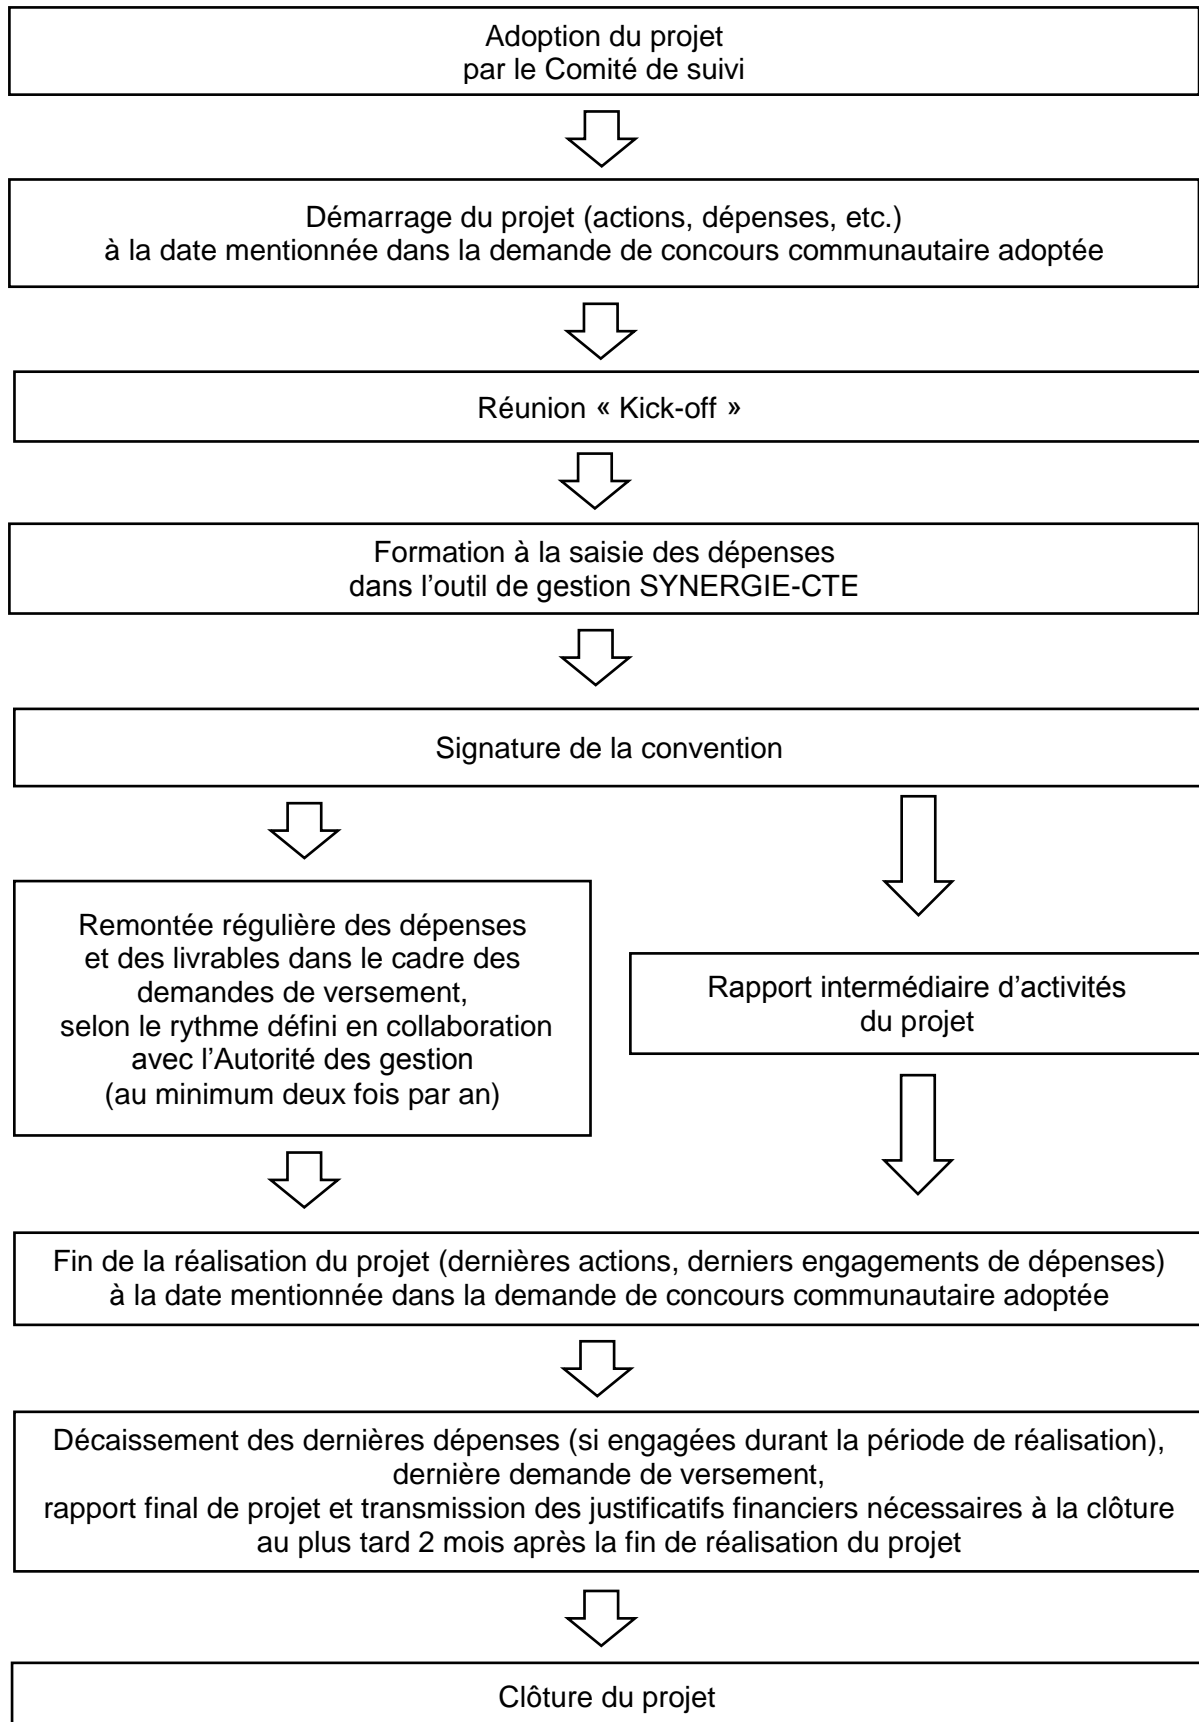 Adoption du projet
par le Comité de suivi
Démarrage du projet (actions, dépenses, etc.)
à la date mentionnée dans la demande de concours communautaire adoptée
Réunion « Kick-off »
Formation à la saisie des dépenses
dans l'outil de gestion SYNERGIE-CTE
Signature de la convention
Remontée régulière des dépenses
et des livrables dans le cadre des
demandes de versement,
selon le rythme défini en collaboration
avec l'Autorité des gestion
(au minimum deux fois par an)
Rapport intermédiaire d'activités
du projet
Fin de la réalisation du projet (dernières actions, derniers engagements de dépenses)
à la date mentionnée dans la demande de concours communautaire adoptée
Décaissement des dernières dépenses (si engagées durant la période de réalisation),
dernière demande de versement,
rapport final de projet et transmission des justificatifs financiers nécessaires à la clôture
au plus tard 2 mois après la fin de réalisation du projet
Clôture du projet